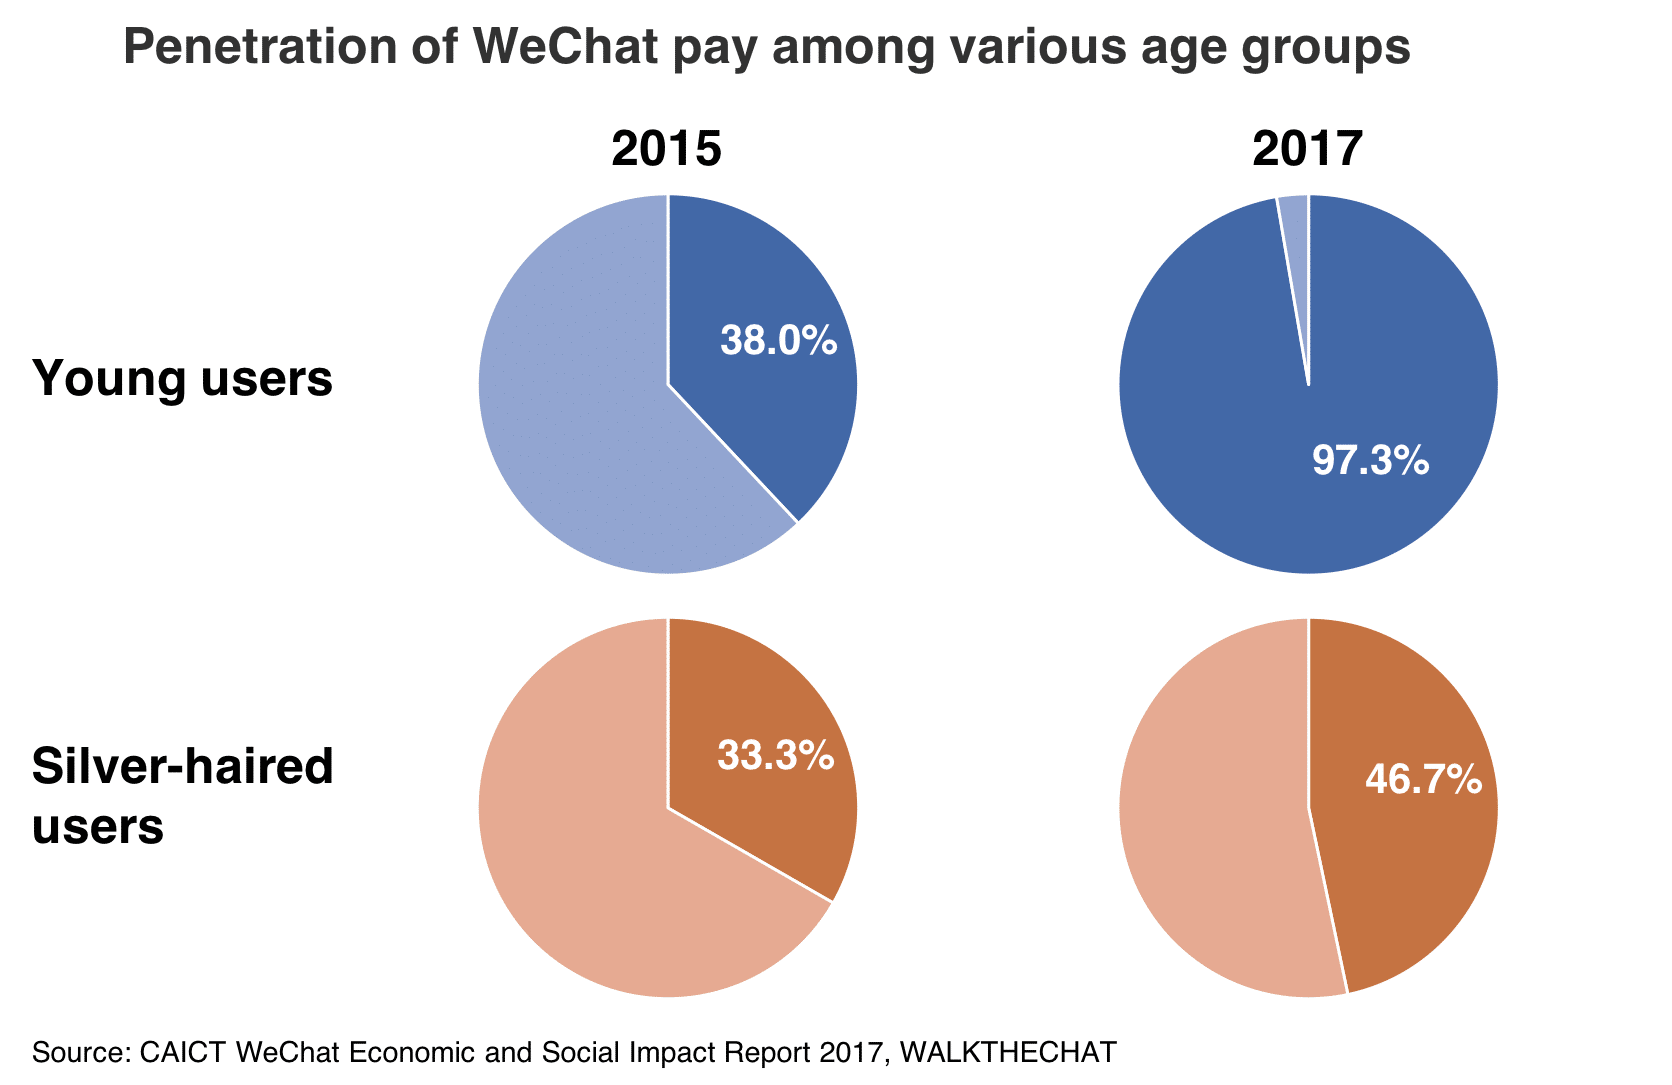 Penetration of WeChat pay among various age groups
2015
2017
Young users
38.0%
97.3%
Silver-haired
users
33.3%
46.7%
Source: CAICT WeChat Economic and Social Impact Report 2017, WALKTHECHAT